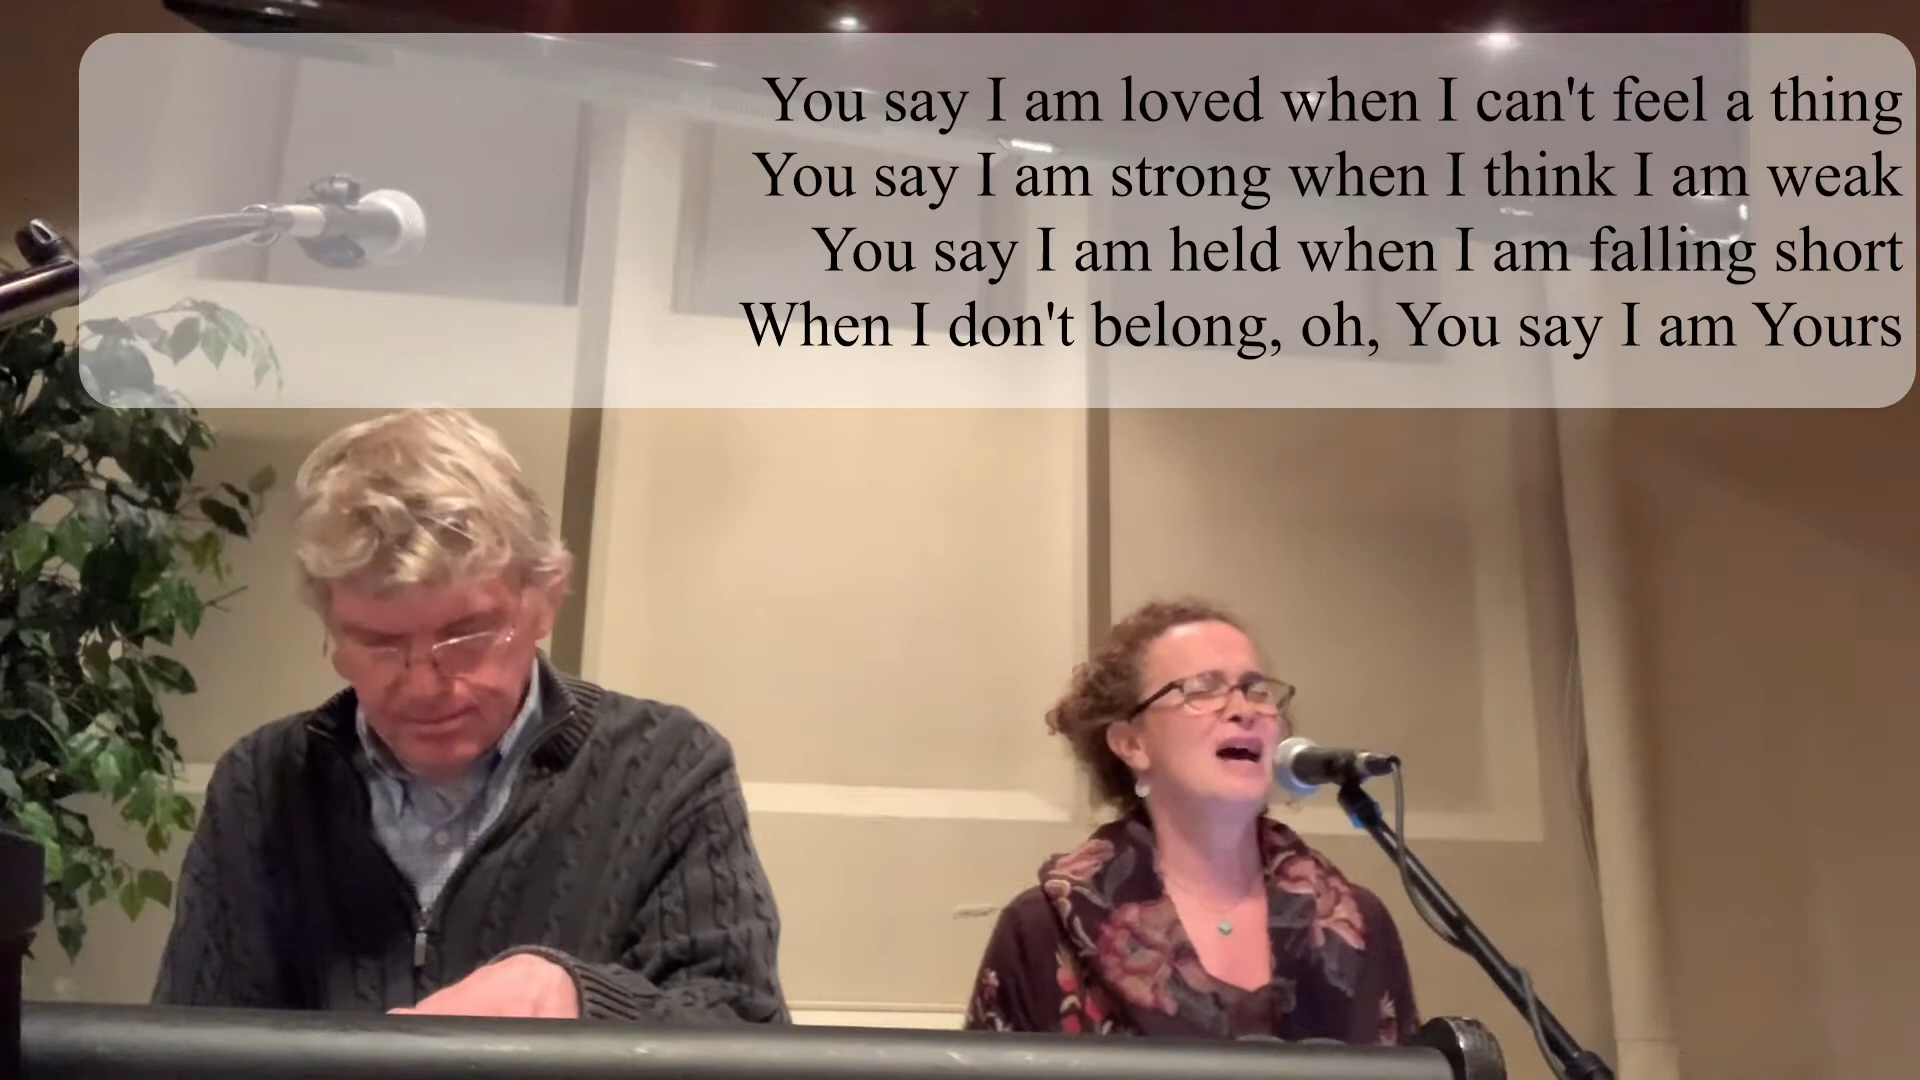 You say I am loved when I can't feel a thing
You say I am strong when I think I am weak
You say I am held when I am falling short
When I don't belong, oh, You say I am Yours